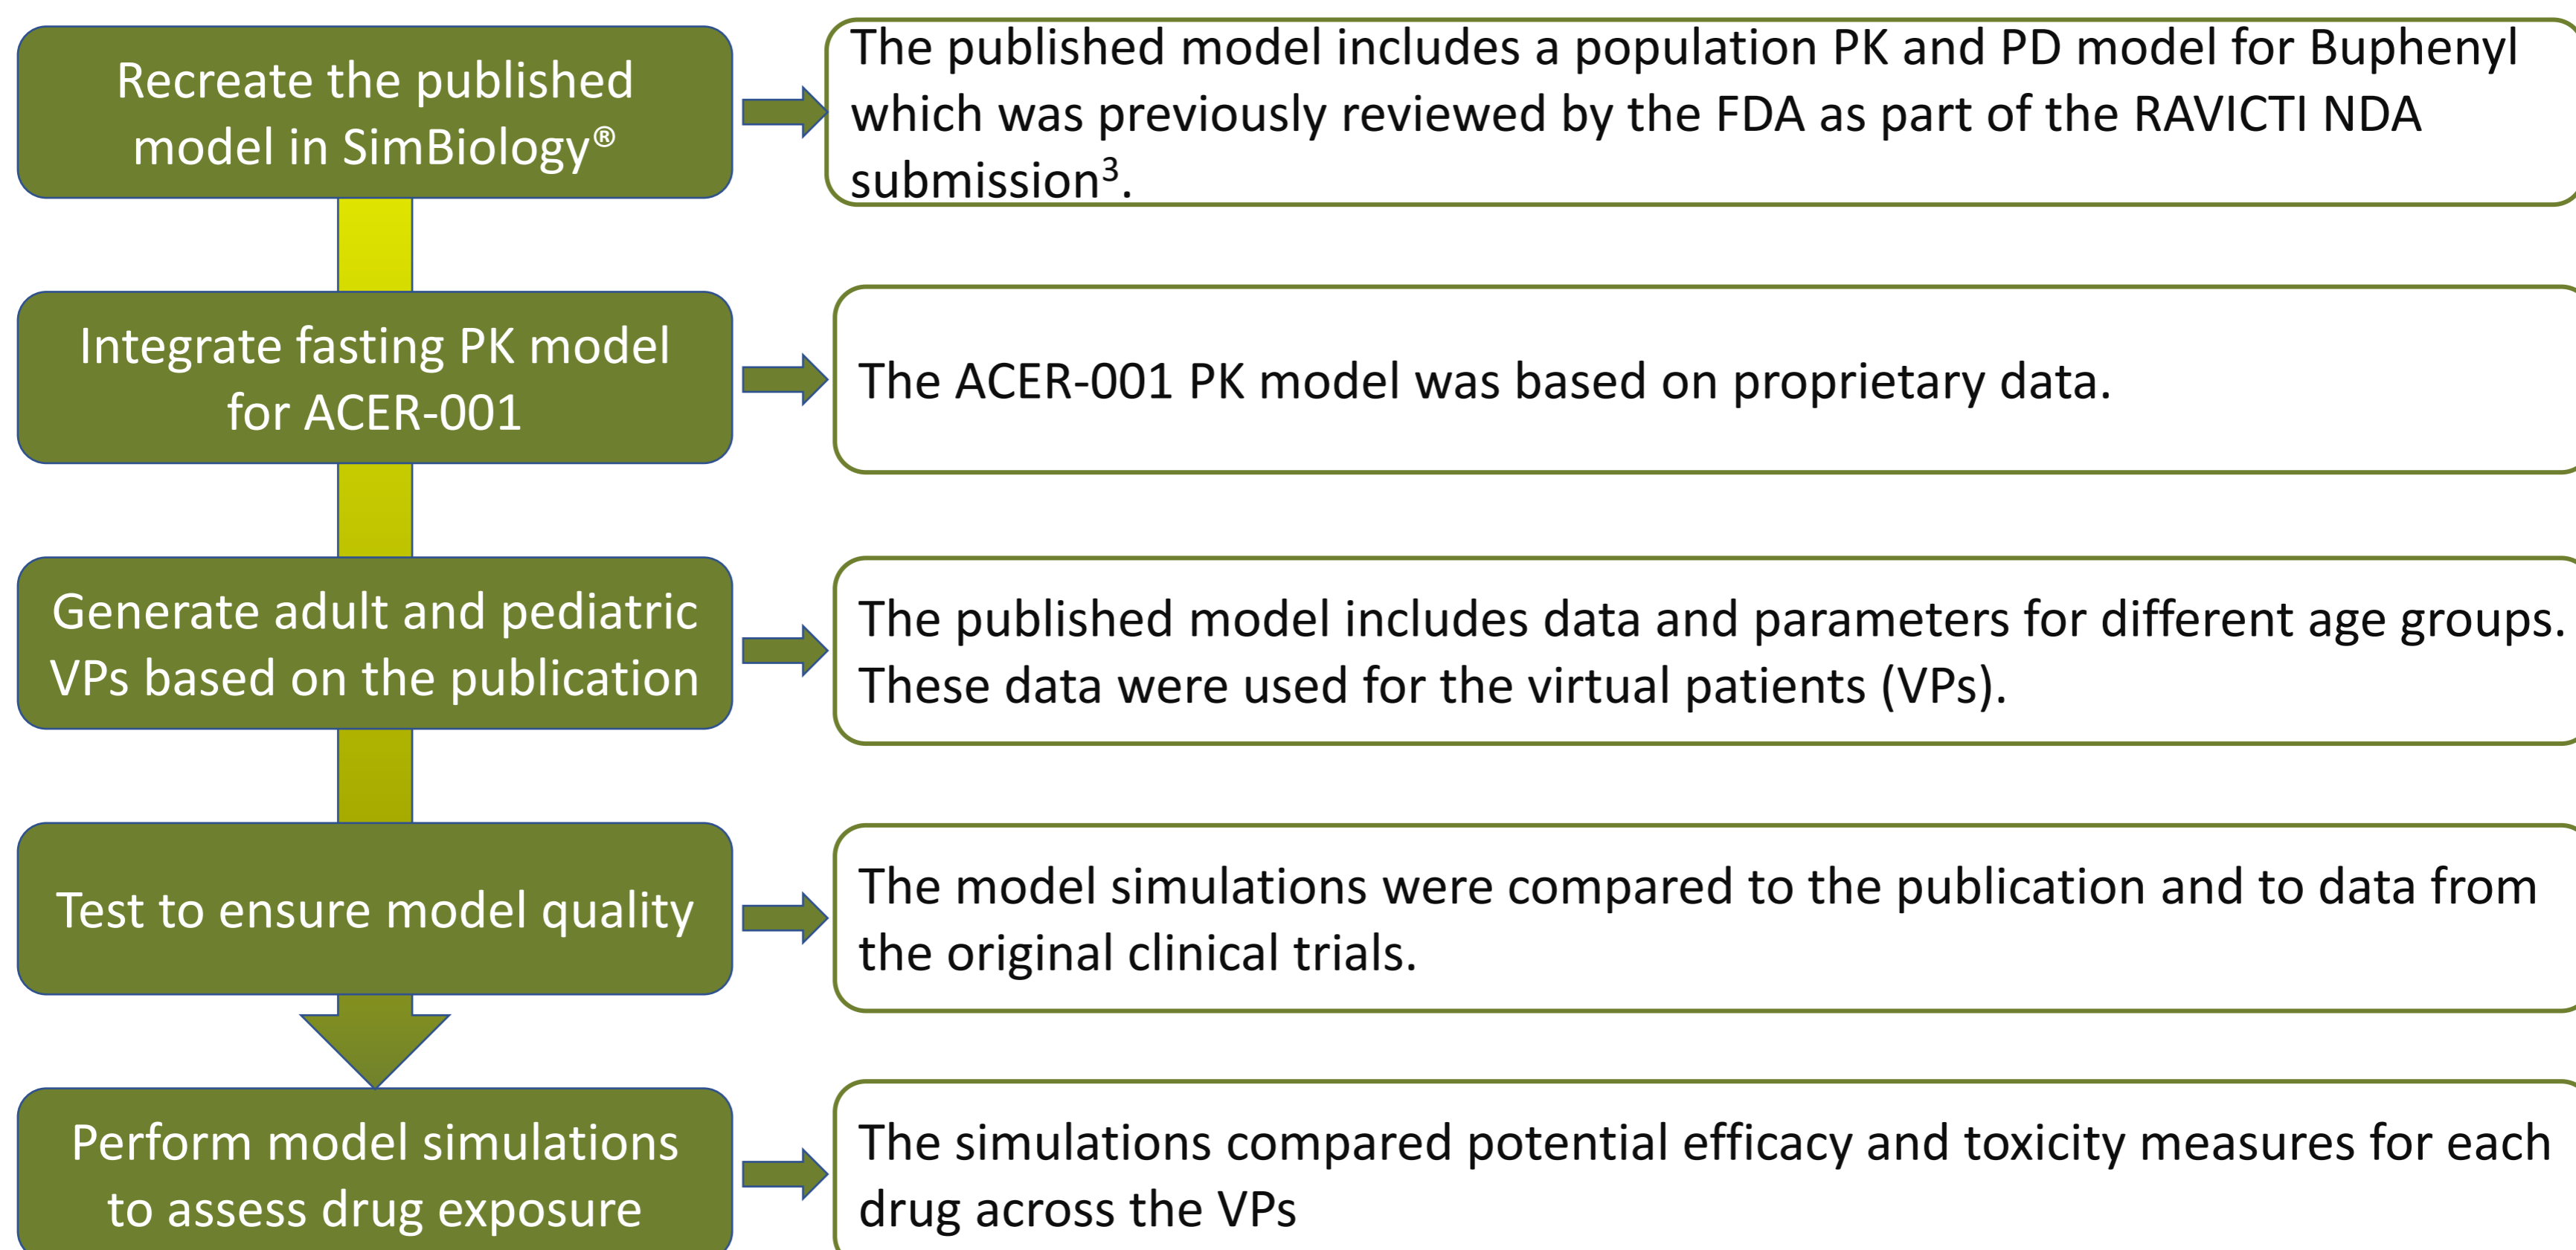 Recreate the published
model in SimBiology®
The published model includes a population PK and PD model for Buphenyl
which was previously reviewed by the FDA as part of the RAVICTI NDA
submission³.
Integrate fasting PK model
for ACER-001
The ACER-001 PK model was based on proprietary data.
Generate adult and pediatric
VPs based on the publication
The published model includes data and parameters for different age groups.
These data were used for the virtual patients (VPs).
Test to ensure model quality
The model simulations were compared to the publication and to data from
the original clinical trials.
Perform model simulations
to assess drug exposure
The simulations compared potential efficacy and toxicity measures for each
drug across the VPs